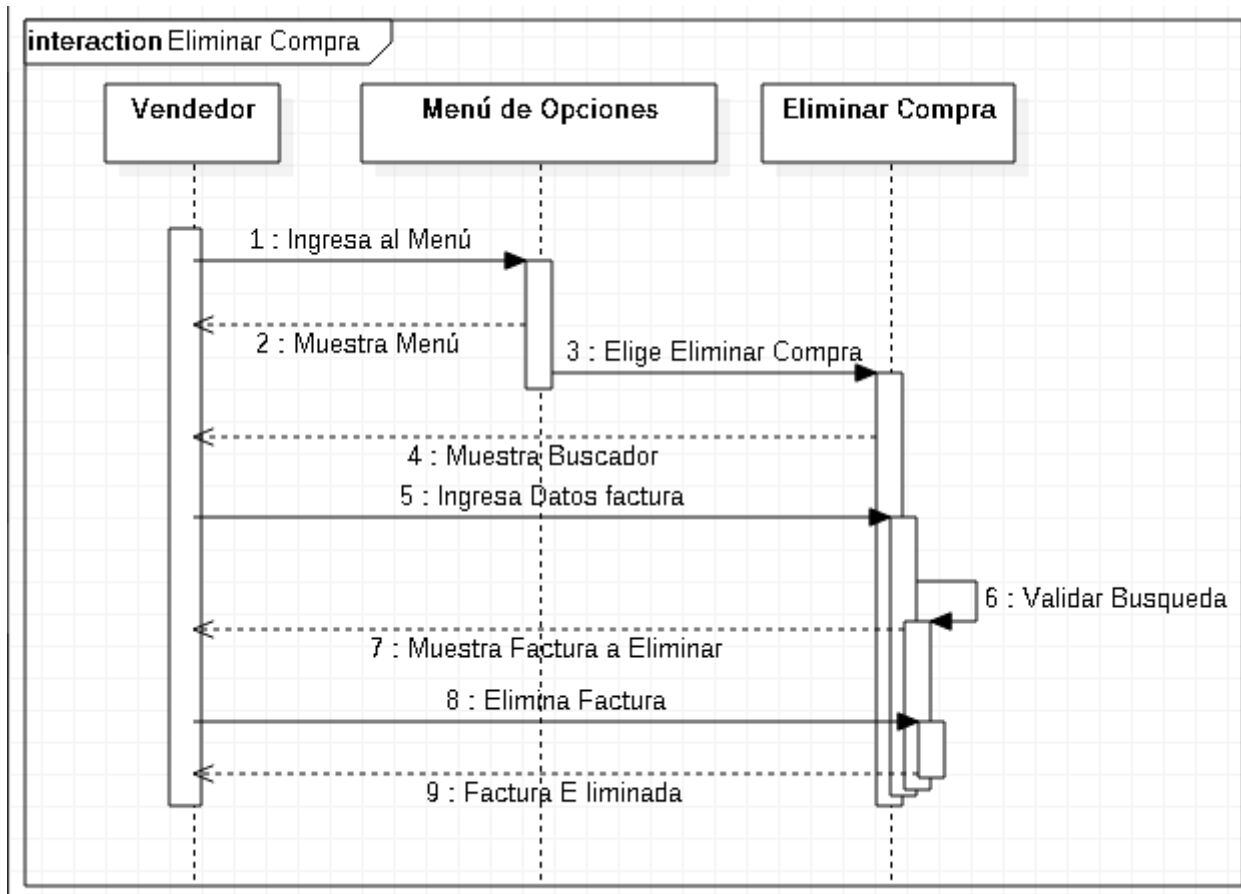 interaction Eliminar Compra
Vendedor
Menú de Opciones
Eliminar Compra
1 : Ingresa al Menú
2 : Muestra Menú
3 : Elige Eliminar Compra
4 : Muestra Buscador
5 : Ingresa Datos factura
6 : Validar Busqueda
7 : Muestra Factura a Eliminar
8 : Elimina Factura
9 : Factura E liminada